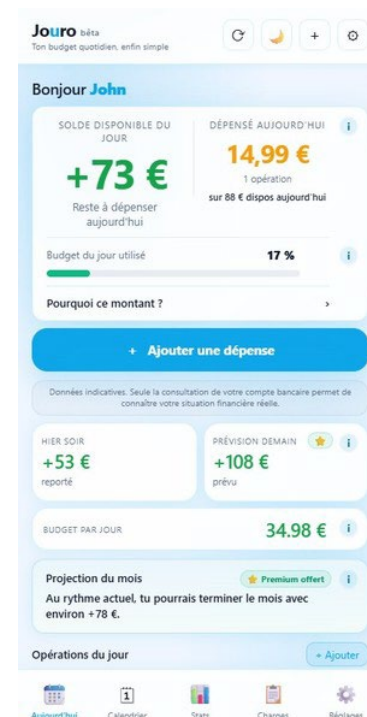 Jouro bêta
Ton budget quotidien, enfin simple
Bonjour John
SOLDE DISPONIBLE DU
JOUR
+73 €
Reste à dépenser
aujourd'hui
DÉPENSÉ AUJOURD'HUI
i
14,99 €
1 opération
sur 88 € dispos aujourd'hui
Budget du jour utilisé
17 %
i
Pourquoi ce montant ?
›
+ Ajouter une dépense
Données indicatives. Seule la consultation de votre compte bancaire permet de
connaître votre situation financière réelle.
HIER SOIR
+53 €
reporté
PRÉVISION DEMAIN
i
+108 €
prévu
BUDGET PAR JOUR
34.98 €
i
Projection du mois
Premium offert
i
Au rythme actuel, tu pourrais terminer le mois avec
environ +78 €.
Opérations du jour
+ Ajouter
Aujourd'hui
Calendrier
Stats
Charges
Réglages